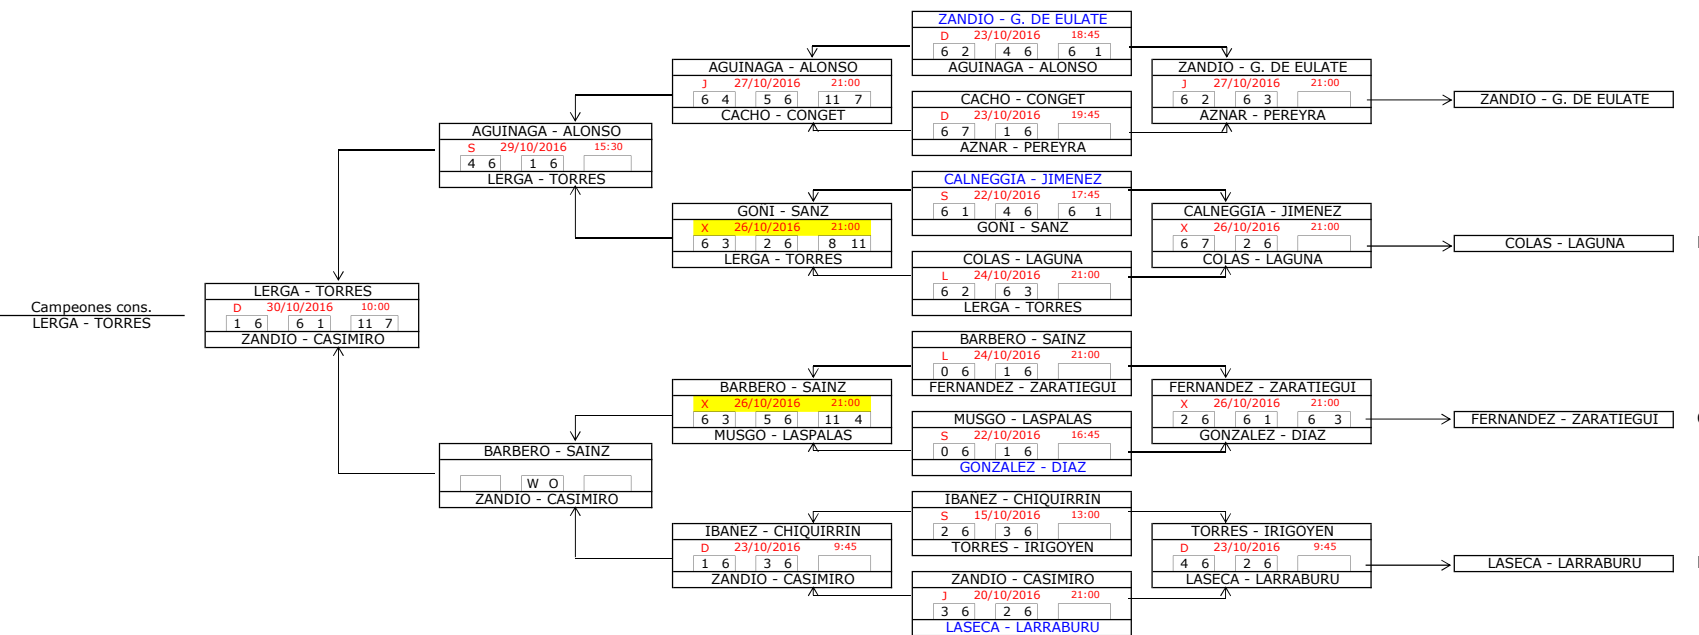 Campeones cons.
LERGA - TORRES
LERGA - TORRES
D 30/10/2016 10:00
1 6 6 1 11 7
ZANDIO - CASIMIRO
AGUINAGA - ALONSO
S 29/10/2016 15:30
4 6 1 6
LERGA - TORRES
BARBERO - SAINZ
W O
ZANDIO - CASIMIRO
AGUINAGA - ALONSO
J 27/10/2016 21:00
6 4 5 6 11 7
CACHO - CONGET
GOÑI - SANZ
X 26/10/2016 21:00
6 3 2 6 8 11
LERGA - TORRES
BARBERO - SAINZ
X 26/10/2016 21:00
6 3 5 6 11 4
MUSGO - LASPALAS
IBAÑEZ - CHIQUIRRIN
D 23/10/2016 9:45
1 6 3 6
ZANDIO - CASIMIRO
ZANDIO - G. DE EULATE
D 23/10/2016 18:45
6 2 4 6 6 1
AGUINAGA - ALONSO
CACHO - CONGET
D 23/10/2016 19:45
6 7 1 6
AZNAR - PEREYRA
CALNEGGIA - JIMENEZ
S 22/10/2016 17:45
6 1 4 6 6 1
GOÑI - SANZ
COLAS - LAGUNA
L 24/10/2016 21:00
6 2 6 3
LERGA - TORRES
BARBERO - SAINZ
L 24/10/2016 21:00
0 6 1 6
FERNANDEZ - ZARATIEGUI
MUSGO - LASPALAS
S 22/10/2016 16:45
0 6 1 6
GONZALEZ - DIAZ
IBAÑEZ - CHIQUIRRIN
S 15/10/2016 13:00
2 6 3 6
TORRES - IRIGOYEN
ZANDIO - CASIMIRO
J 20/10/2016 21:00
3 6 2 6
LASECA - LARRABURU
ZANDIO - G. DE EULATE
J 27/10/2016 21:00
6 2 6 3
AZNAR - PEREYRA
CALNEGGIA - JIMENEZ
X 26/10/2016 21:00
6 7 2 6
COLAS - LAGUNA
FERNANDEZ - ZARATIEGUI
X 26/10/2016 21:00
2 6 6 1 6 3
GONZALEZ - DIAZ
TORRES - IRIGOYEN
D 23/10/2016 9:45
4 6 2 6
LASECA - LARRABURU
ZANDIO - G. DE EULATE
COLAS - LAGUNA
FERNANDEZ - ZARATIEGUI
LASECA - LARRABURU